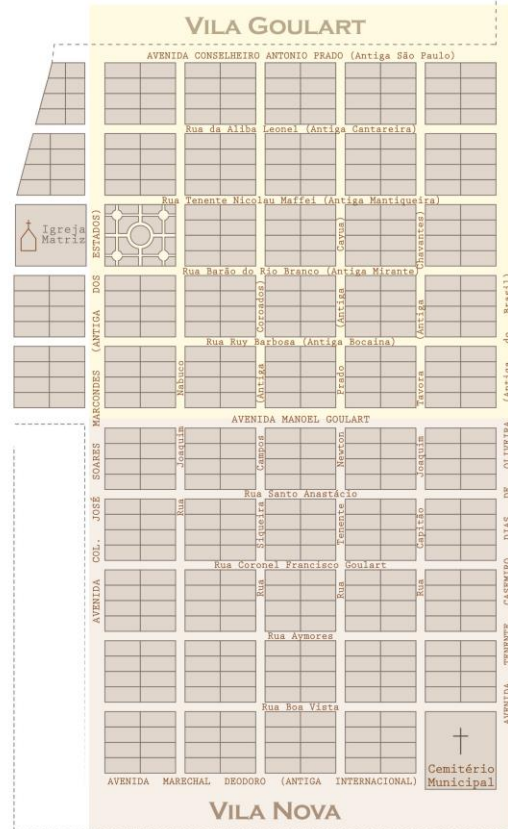 VILA GOULART
AVENIDA CONSELHEIRO ANTONIO PRADO (Antiga São Paulo)
Rua da Aliba Leonel (Antiga Cantareira)
Rua Tenente Nicolau Maffei (Antiga Mantiqueira)
Igreja
Matriz
Rua Barão do Rio Branco (Antiga Mirante)
Rua Ruy Barbosa (Antiga Bocaina)
AVENIDA MANOEL GOULART
Rua Santo Anastácio
Rua Coronel Francisco Goulart
Rua Aymores
Rua Boa Vista
AVENIDA MARECHAL DEODORO (ANTIGA INTERNACIONAL)
Cemitério
Municipal
VILA NOVA
AVENIDA COL. JOSÉ SOARES MARCONDES (ANTIGA DOS ESTADOS)
Rua Joaquim Nabuco
Rua Siqueira Campos (Antiga Coroados)
Rua Tenente Newton Prado (Antiga Cayua)
Rua Capitão Joaquim Tavora (Antiga Chavantes)
AVENIDA TENENTE CASEMIRO DIAS DE OLIVEIRA (Antiga do Brasil)